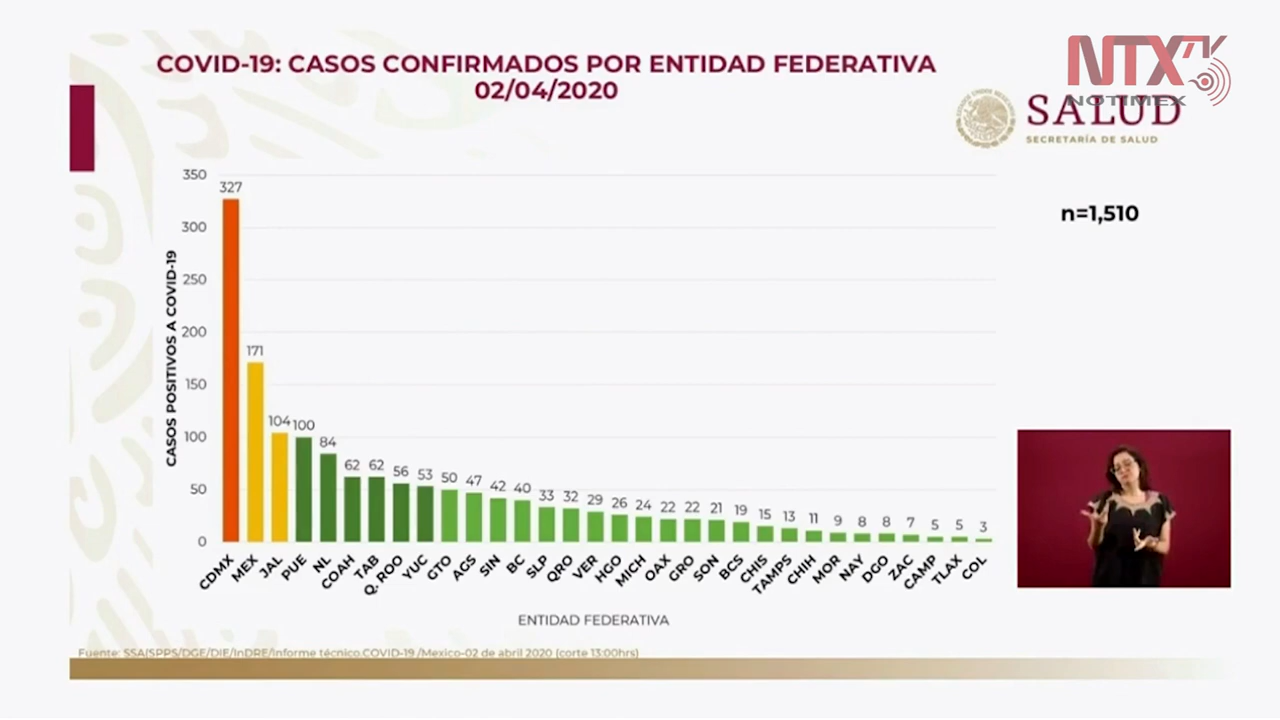 COVID-19: CASOS CONFIRMADOS POR ENTIDAD FEDERATIVA
02/04/2020
NTX
NOTIMEX
SALUD
SECRETARÍA DE SALUD
n=1,510
CASOS POSITIVOS A COVID-19
350
300
250
200
150
100
50
0
327
171
104
100
84
62
62
56
53
50
47
42
40
33
32
29
26
24
22
22
21
19
15
13
11
9
8
8
7
5
5
3
CDMX
MEX
JAL
PUE
NL
COAH
TAB
Q. ROO
YUC
GTO
AGS
SIN
BC
SLP
QRO
VER
HGO
MICH
OAX
GRO
SON
BCS
CHIS
TAMPS
CHIH
MOR
NAY
DGO
ZAC
CAMP
TLAX
COL
ENTIDAD FEDERATIVA
Fuente: SSA(SPPS/DGE/DIE/InDRE/Informe técnico.COVID-19 /Mexico-02 de abril 2020 (corte 13:00hrs)